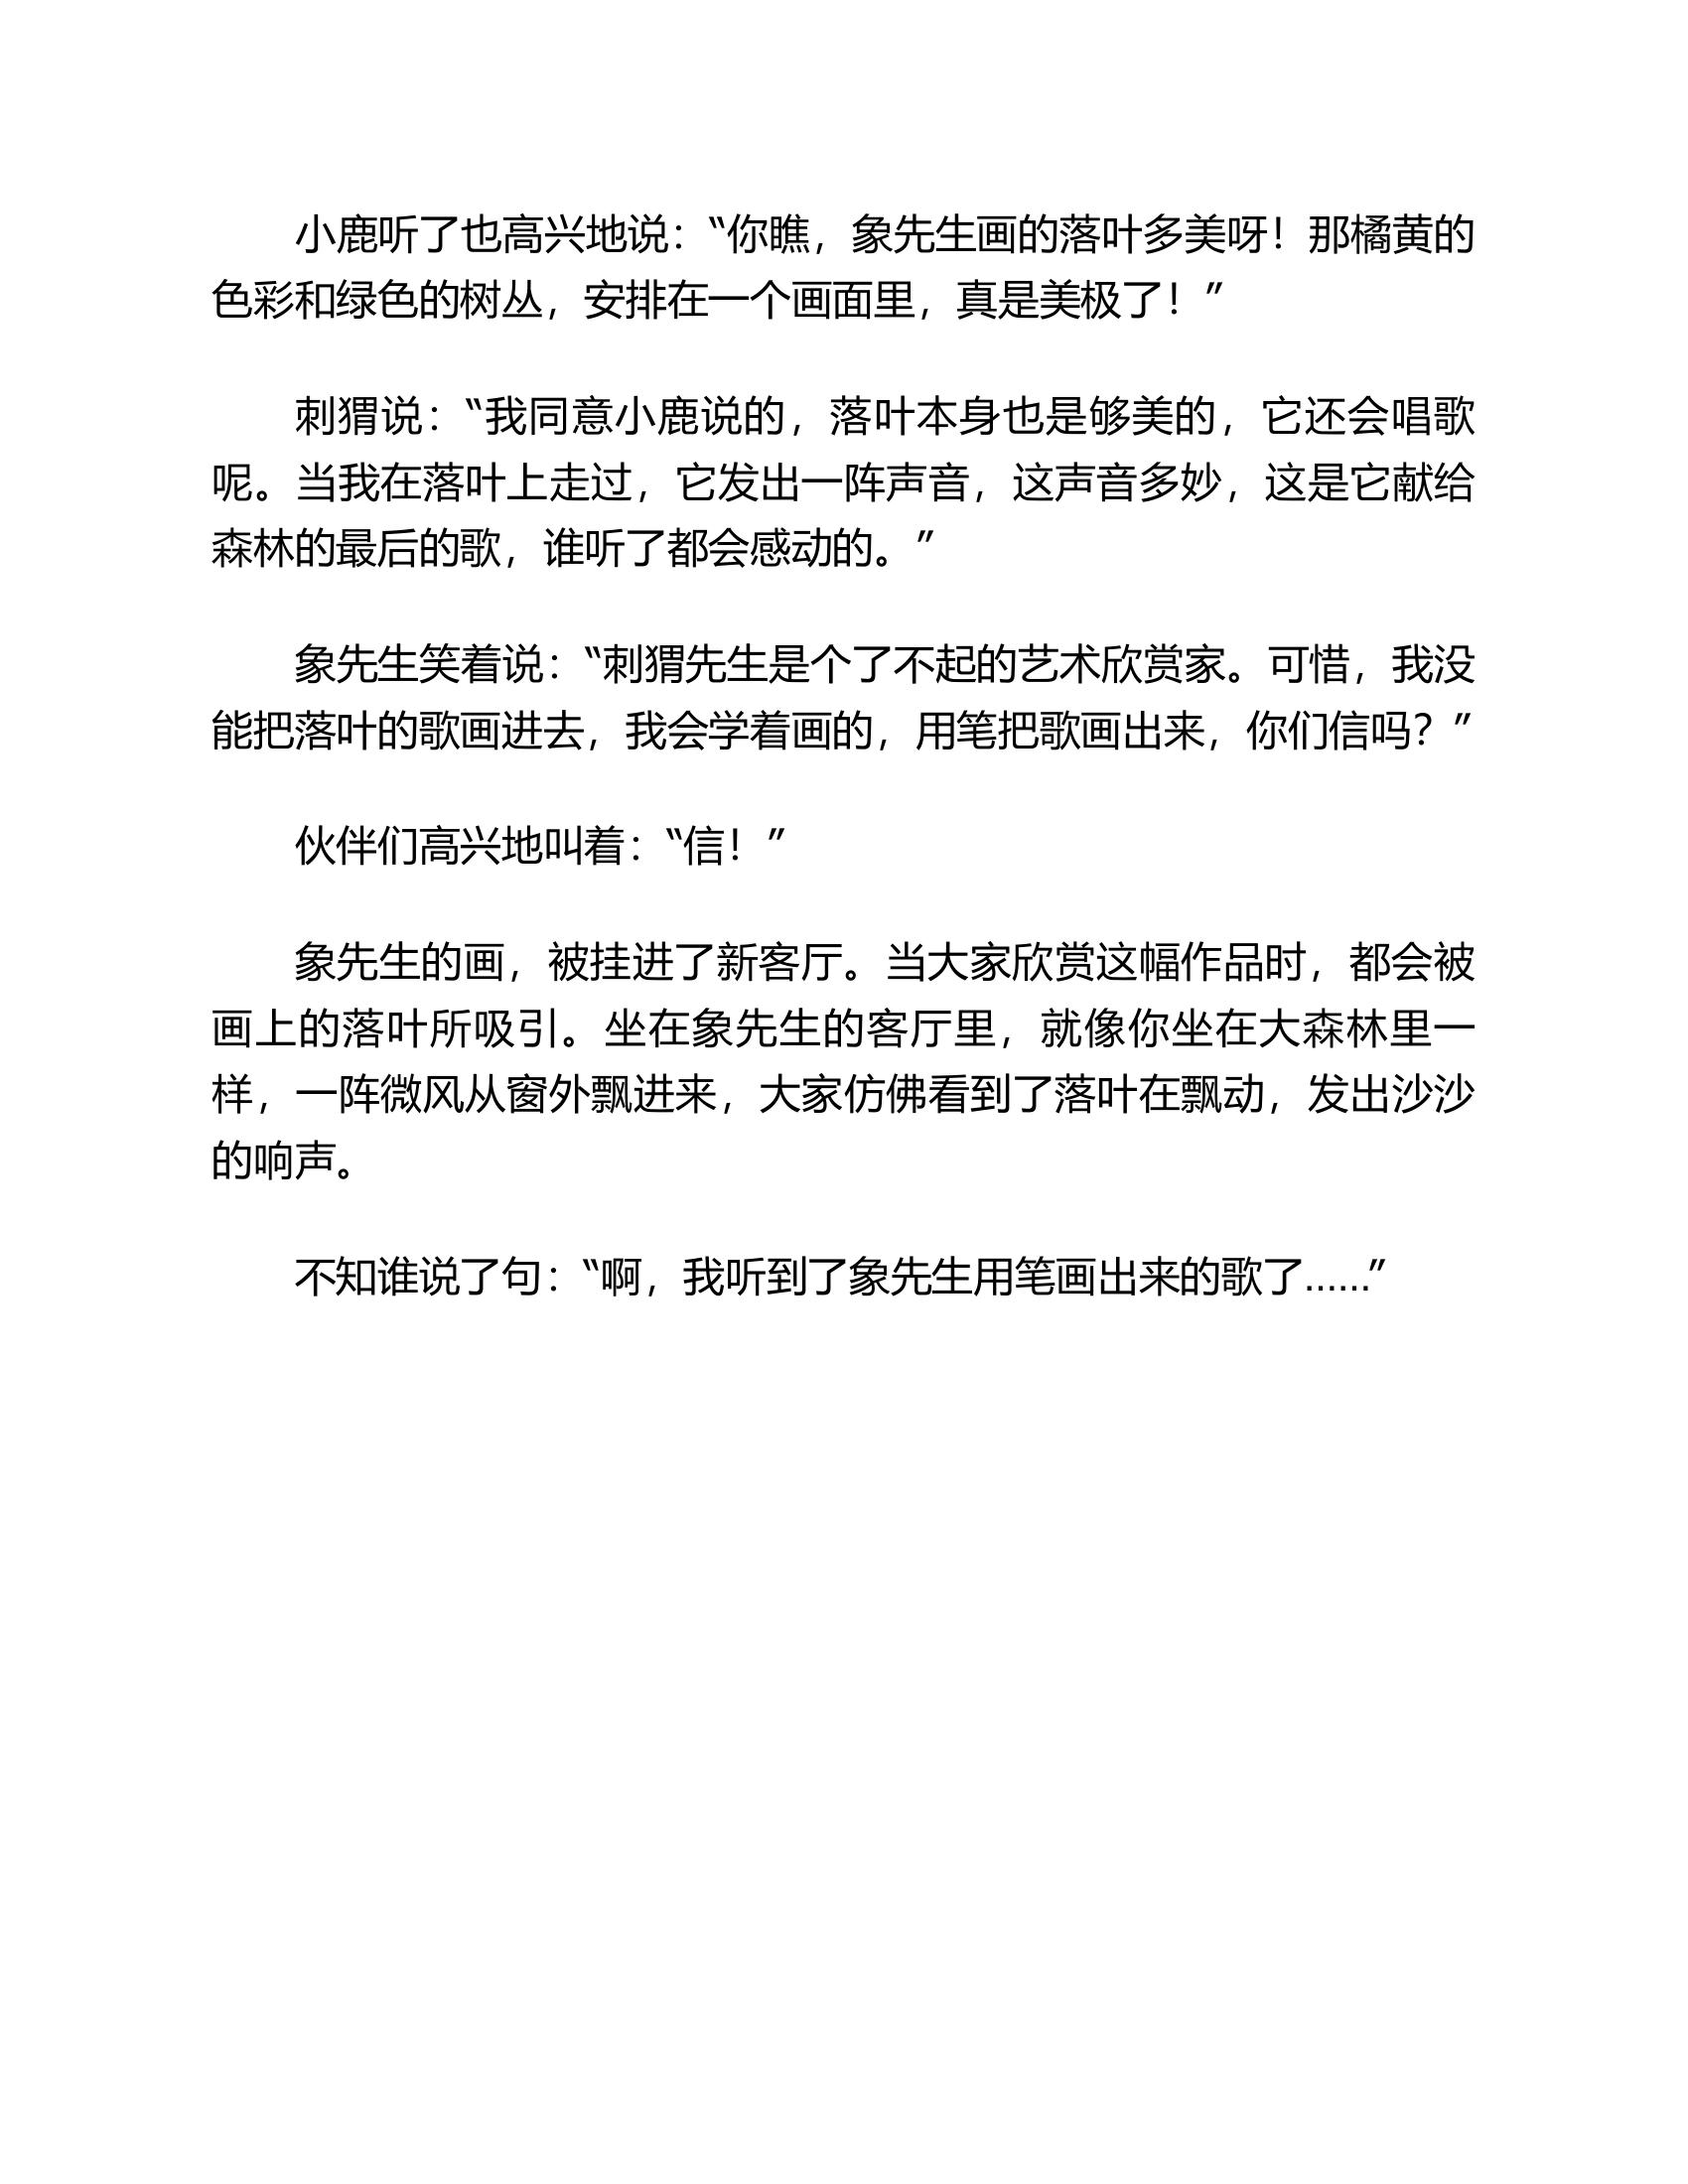 小鹿听了也高兴地说：“你瞧，象先生画的落叶多美呀！那橘黄的
色彩和绿色的树丛，安排在一个画面里，真是美极了！”
刺猬说：“我同意小鹿说的，落叶本身也是够美的，它还会唱歌
呢。当我在落叶上走过，它发出一阵声音，这声音多妙，这是它献给
森林的最后的歌，谁听了都会感动的。”
象先生笑着说：“刺猬先生是个了不起的艺术欣赏家。可惜，我没
能把落叶的歌画进去，我会学着画的，用笔把歌画出来，你们信吗？”
伙伴们高兴地叫着：“信！”
象先生的画，被挂进了新客厅。当大家欣赏这幅作品时，都会被
画上的落叶所吸引。坐在象先生的客厅里，就像你坐在大森林里一
样，一阵微风从窗外飘进来，大家仿佛看到了落叶在飘动，发出沙沙
的响声。
不知谁说了句：“啊，我听到了象先生用笔画出来的歌了……”